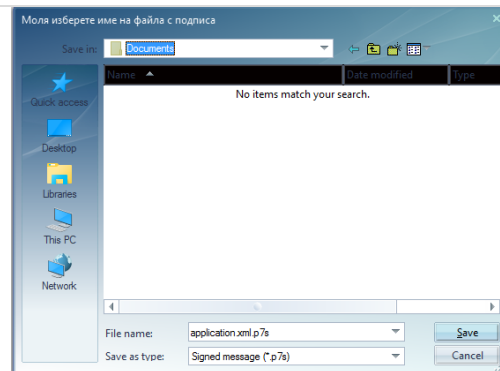 Моля изберете име на файла с подписа
Save in:
Documents
Name
Date modified
Type
No items match your search.
Quick access
Desktop
Libraries
This PC
Network
File name:
application.xml.p7s
Save
Save as type:
Signed message (*.p7s)
Cancel